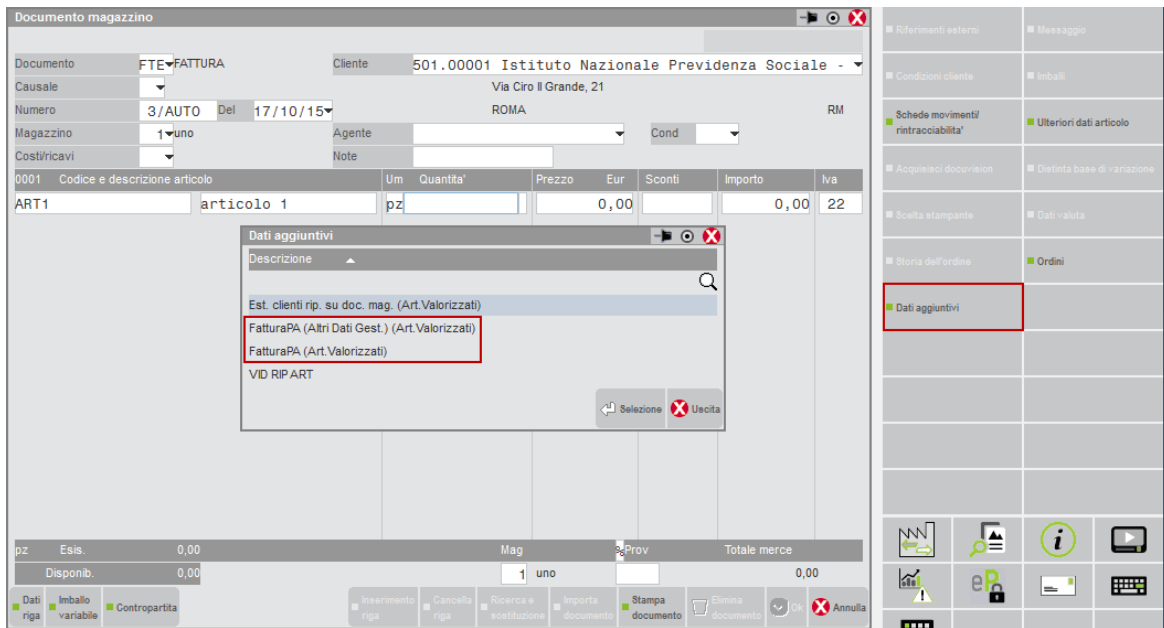 Documento magazzino
Documento FTE FATTURA Cliente 501.00001 Istituto Nazionale Previdenza Sociale -
Causale Via Ciro Il Grande, 21
Numero 3/AUTO Del 17/10/15 ROMA RM
Magazzino 1 uno Agente Cond
Costi/ricavi Note
0001 Codice e descrizione articolo Um Quantita' Prezzo Eur Sconti Importo Iva
ART1 articolo 1 pz 0,00 0,00 22
Dati aggiuntivi
Descrizione
Est. clienti rip. su doc. mag. (Art.Valorizzati)
FatturaPA (Altri Dati Gest.) (Art.Valorizzati)
FatturaPA (Art.Valorizzati)
VID RIP ART
Selezione Uscita
pz Esis. 0,00 Mag Prov Totale merce
Disponib. 0,00 1 uno 0,00
Dati riga
Imballo variabile
Contropartita
Inserimento riga
Cancella riga
Ricerca e sostituzione
Importa documento
Stampa documento
Elimina documento
Ok
Annulla
Riferimenti esterni Messaggio
Condizioni cliente Imballi
Schede movimenti/
rintracciabilita' Ulteriori dati articolo
Acquisisci docuvision Distinta base di variazione
Scelta stampante Dati valuta
Storia dell'ordine Ordini
Dati aggiuntivi